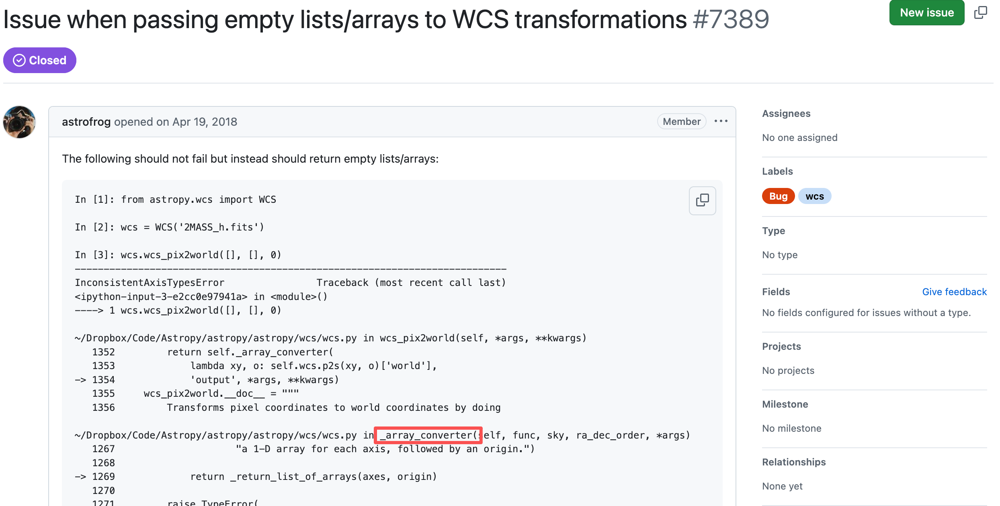 Issue when passing empty lists/arrays to WCS transformations #7389
New issue
Closed
astrofrog opened on Apr 19, 2018
Member
The following should not fail but instead should return empty lists/arrays:
In [1]: from astropy.wcs import WCS
In [2]: wcs = WCS('2MASS_h.fits')
In [3]: wcs.wcs_pix2world([], [], 0)
---------------------------------------------------------------------------
InconsistentAxisTypesError                Traceback (most recent call last)
<ipython-input-3-e2cc0e97941a> in <module>()
----> 1 wcs.wcs_pix2world([], [], 0)
~/Dropbox/Code/Astropy/astropy/astropy/wcs/wcs.py in wcs_pix2world(self, *args, **kwargs)
   1352         return self._array_converter(
   1353             lambda xy, o: self.wcs.p2s(xy, o)['world'],
-> 1354             'output', *args, **kwargs)
   1355     wcs_pix2world.__doc__ = """
   1356         Transforms pixel coordinates to world coordinates by doing
~/Dropbox/Code/Astropy/astropy/astropy/wcs/wcs.py in _array_converter(self, func, sky, ra_dec_order, *args)
   1267                     "a 1-D array for each axis, followed by an origin.")
   1268
-> 1269             return _return_list_of_arrays(axes, origin)
   1270
   1271         raise TypeError(
Assignees
No one assigned
Labels
Bug
wcs
Type
No type
Fields
Give feedback
No fields configured for issues without a type.
Projects
No projects
Milestone
No milestone
Relationships
None yet